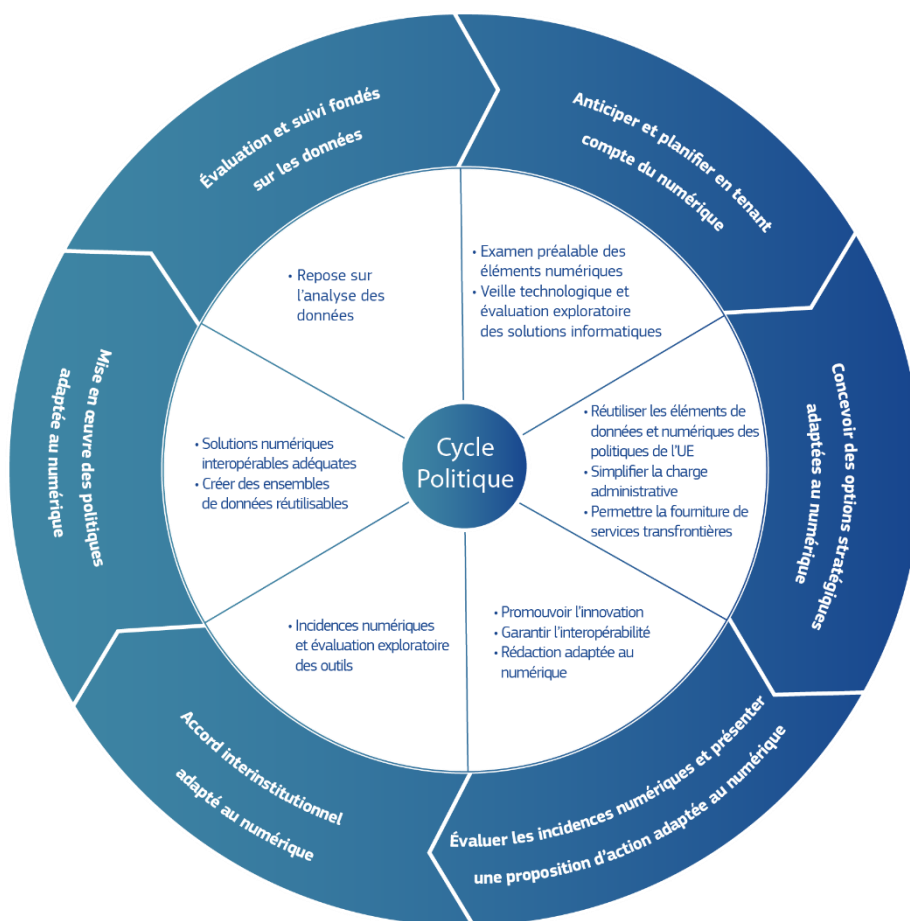 Anticiper et planifier en tenant
compte du numérique
• Examen préalable des
éléments numériques
• Veille technologique et
évaluation exploratoire
des solutions informatiques
Concevoir des options stratégiques
adaptées au numérique
• Réutiliser les éléments de
données et numériques des
politiques de l'UE
• Simplifier la charge
administrative
• Permettre la fourniture de
services transfrontières
Évaluer les incidences numériques et présenter
une proposition d'action adaptée au numérique
• Promouvoir l'innovation
• Garantir l'interopérabilité
• Rédaction adaptée au
numérique
Accord interinstitutionnel
adapté au numérique
• Incidences numériques
et évaluation exploratoire
des outils
Mise en œuvre des politiques
adaptée au numérique
• Solutions numériques
interopérables adéquates
• Créer des ensembles
de données réutilisables
Évaluation et suivi fondés
sur les données
• Repose sur
l'analyse des
données
Cycle
Politique